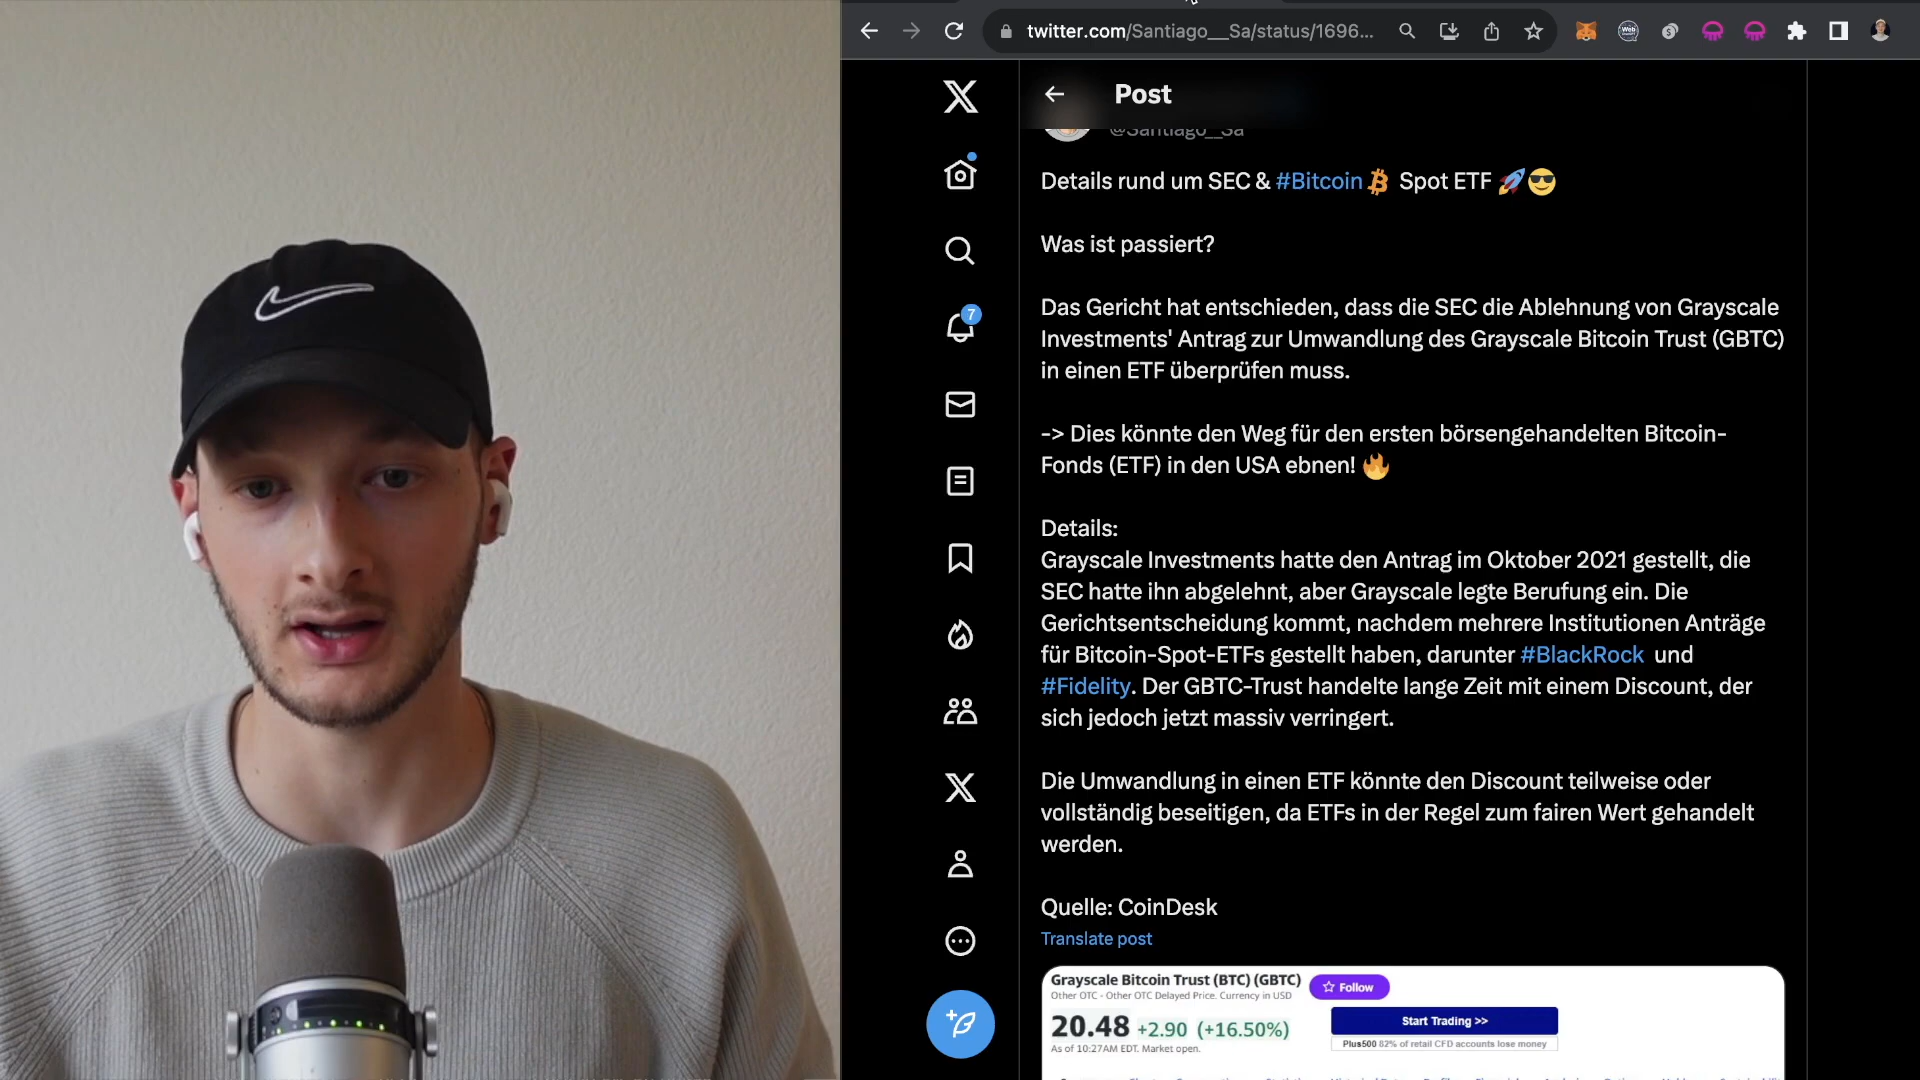 twitter.com/Santiago__Sa/status/1696...
Post
@Santiago__Sa
Details rund um SEC & #Bitcoin Spot ETF 🚀😎
Was ist passiert?
Das Gericht hat entschieden, dass die SEC die Ablehnung von Grayscale
Investments' Antrag zur Umwandlung des Grayscale Bitcoin Trust (GBTC)
in einen ETF überprüfen muss.
-> Dies könnte den Weg für den ersten börsengehandelten Bitcoin-
Fonds (ETF) in den USA ebnen! 🔥
Details:
Grayscale Investments hatte den Antrag im Oktober 2021 gestellt, die
SEC hatte ihn abgelehnt, aber Grayscale legte Berufung ein. Die
Gerichtsentscheidung kommt, nachdem mehrere Institutionen Anträge
für Bitcoin-Spot-ETFs gestellt haben, darunter #BlackRock und
#Fidelity. Der GBTC-Trust handelte lange Zeit mit einem Discount, der
sich jedoch jetzt massiv verringert.
Die Umwandlung in einen ETF könnte den Discount teilweise oder
vollständig beseitigen, da ETFs in der Regel zum fairen Wert gehandelt
werden.
Quelle: CoinDesk
Translate post
Grayscale Bitcoin Trust (BTC) (GBTC)
Follow
Other OTC - Other OTC Delayed Price. Currency in USD
20.48 +2.90 (+16.50%)
Start Trading >>
As of 10:27AM EDT. Market open.
Plus500 82% of retail CFD accounts lose money
7